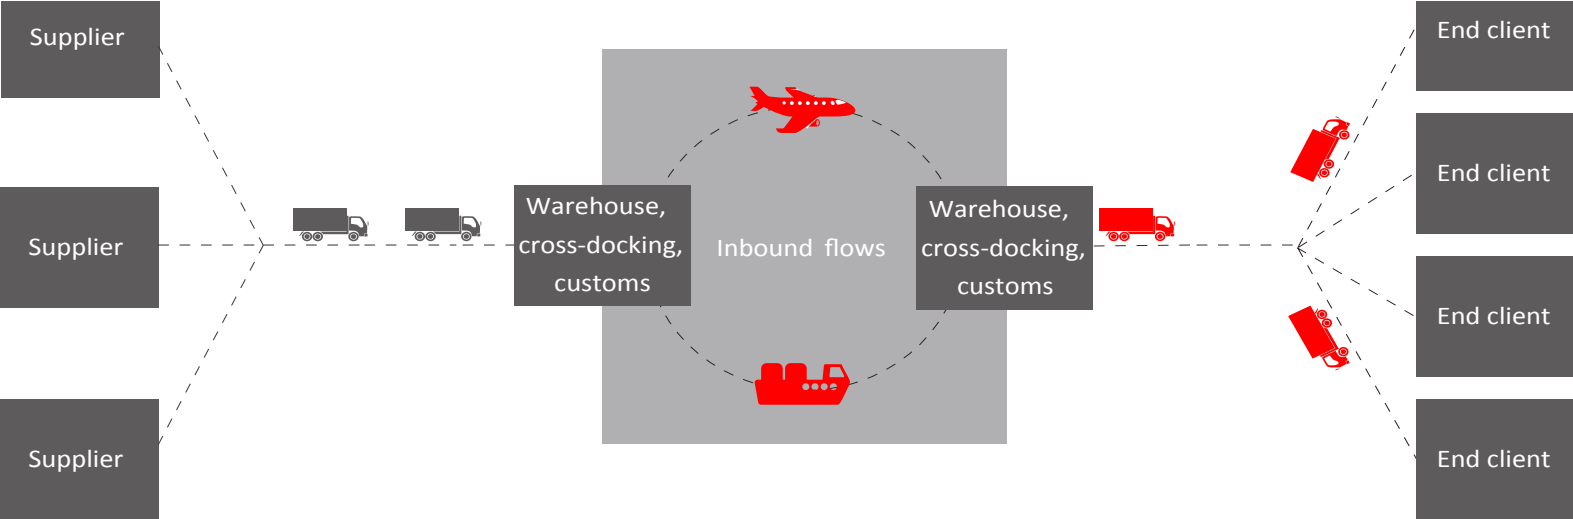 Supplier
Supplier
Supplier
Warehouse,
cross-docking,
customs
Inbound flows
Warehouse,
cross-docking,
customs
End client
End client
End client
End client